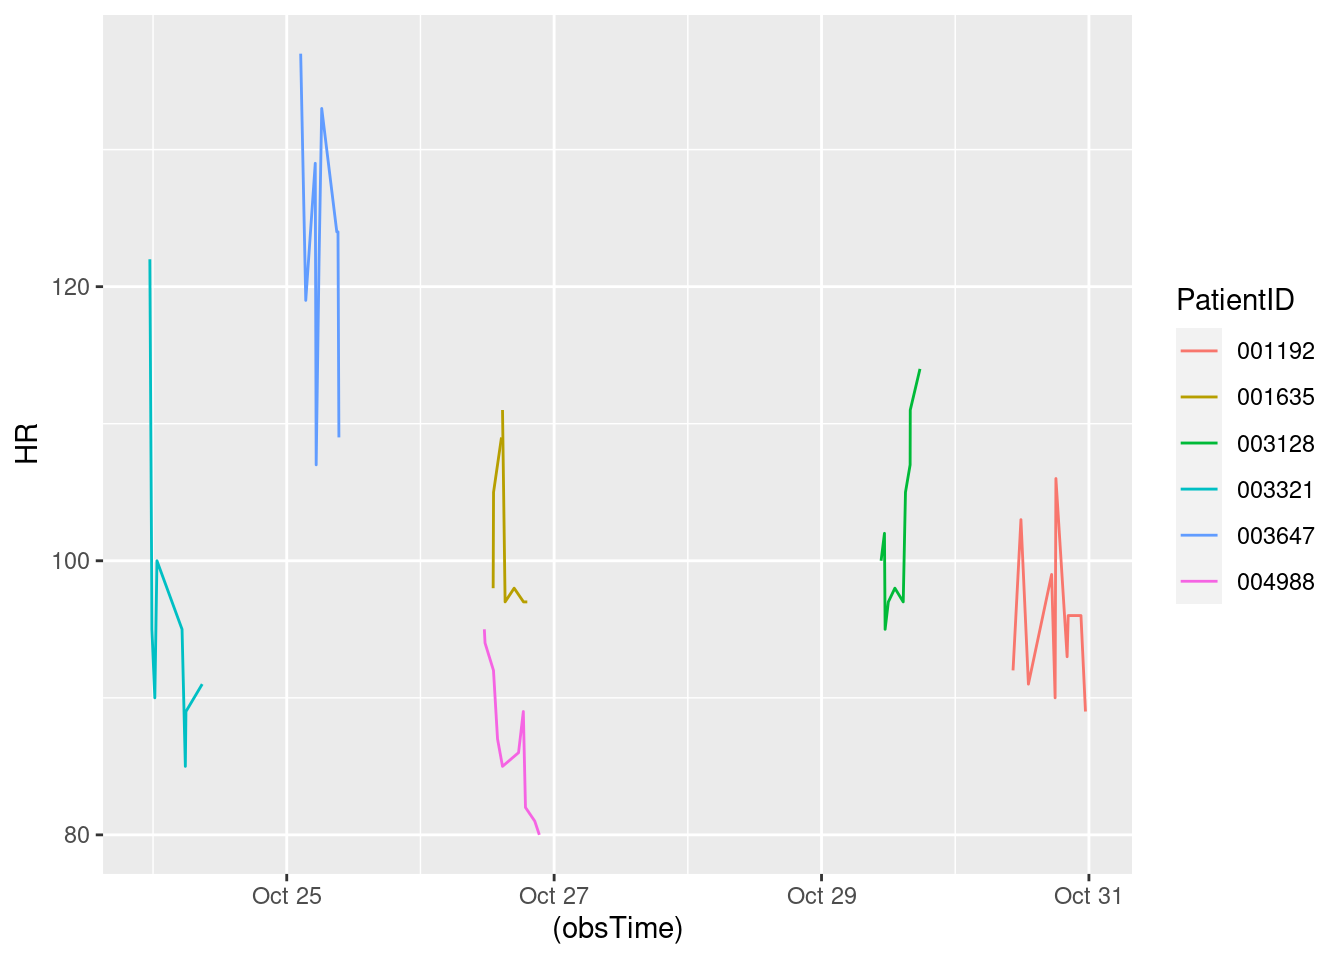 120
100
80
HR
Oct 25
Oct 27
Oct 29
Oct 31
(obsTime)
PatientID
001192
001635
003128
003321
003647
004988